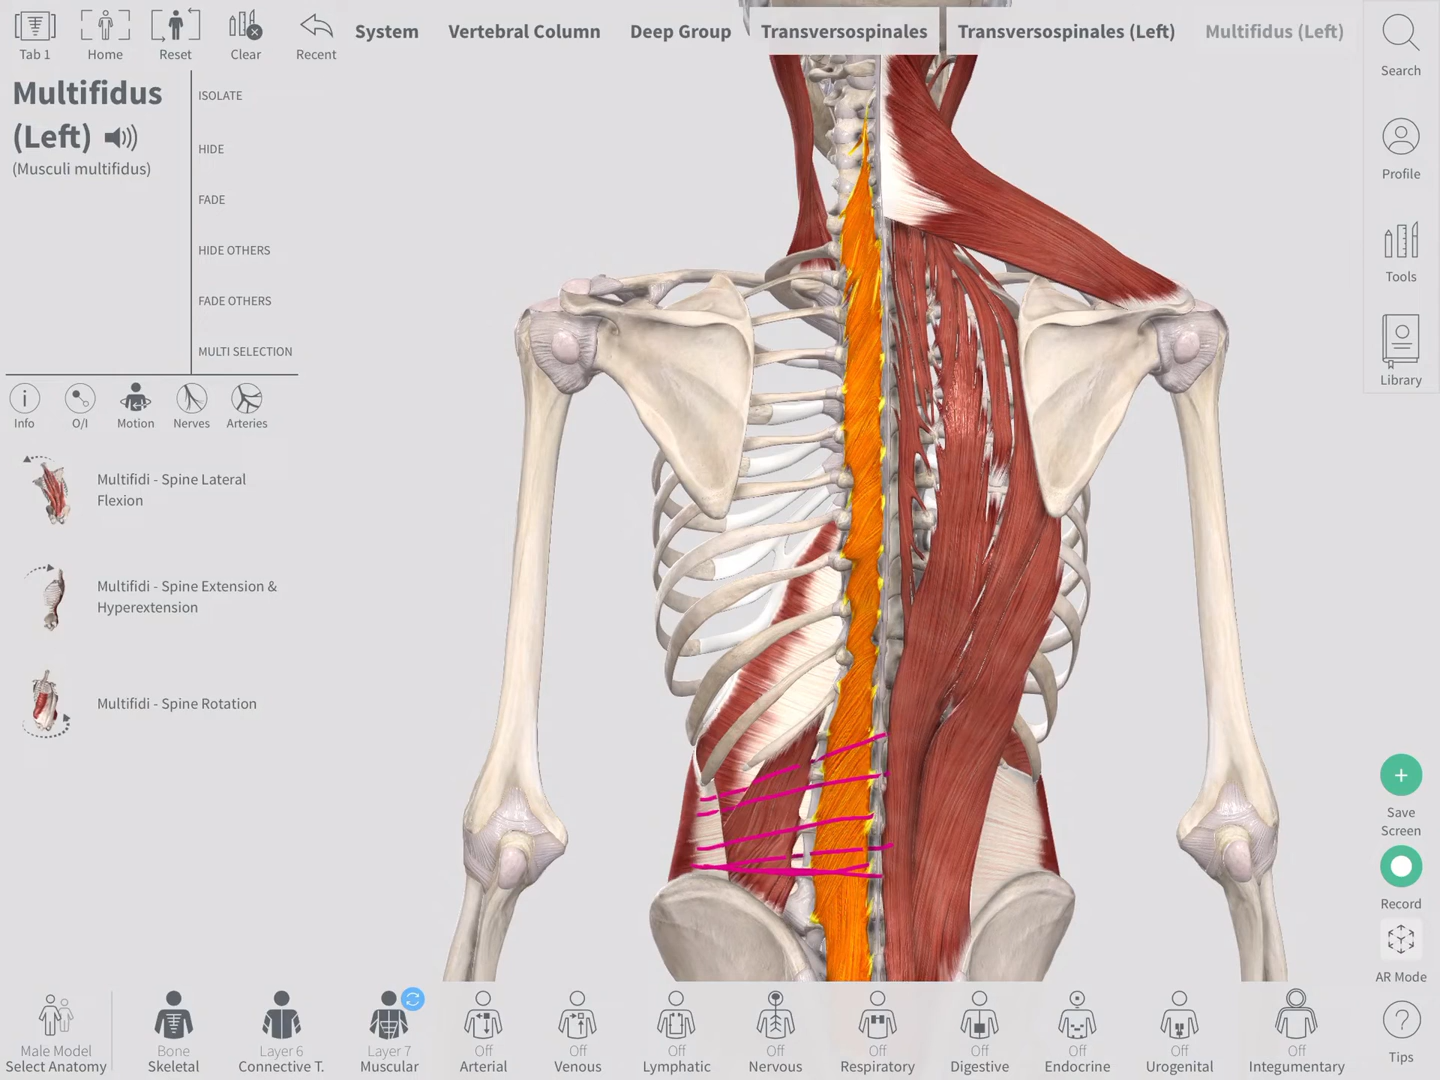 Tab 1
Home
Reset
Clear
Recent
System
Vertebral Column
Deep Group
Transversospinales
Transversospinales (Left)
Multifidus (Left)
Multifidus
(Left)
(Musculi multifidus)
ISOLATE
HIDE
FADE
HIDE OTHERS
FADE OTHERS
MULTI SELECTION
Info
O/I
Motion
Nerves
Arteries
Multifidi - Spine Lateral
Flexion
Multifidi - Spine Extension &
Hyperextension
Multifidi - Spine Rotation
Search
Profile
Tools
Library
Save
Screen
Record
AR Mode
Tips
Male Model
Select Anatomy
Bone
Skeletal
Layer 6
Connective T.
Layer 7
Muscular
Off
Arterial
Off
Venous
Off
Lymphatic
Off
Nervous
Off
Respiratory
Off
Digestive
Off
Endocrine
Off
Urogenital
Off
Integumentary